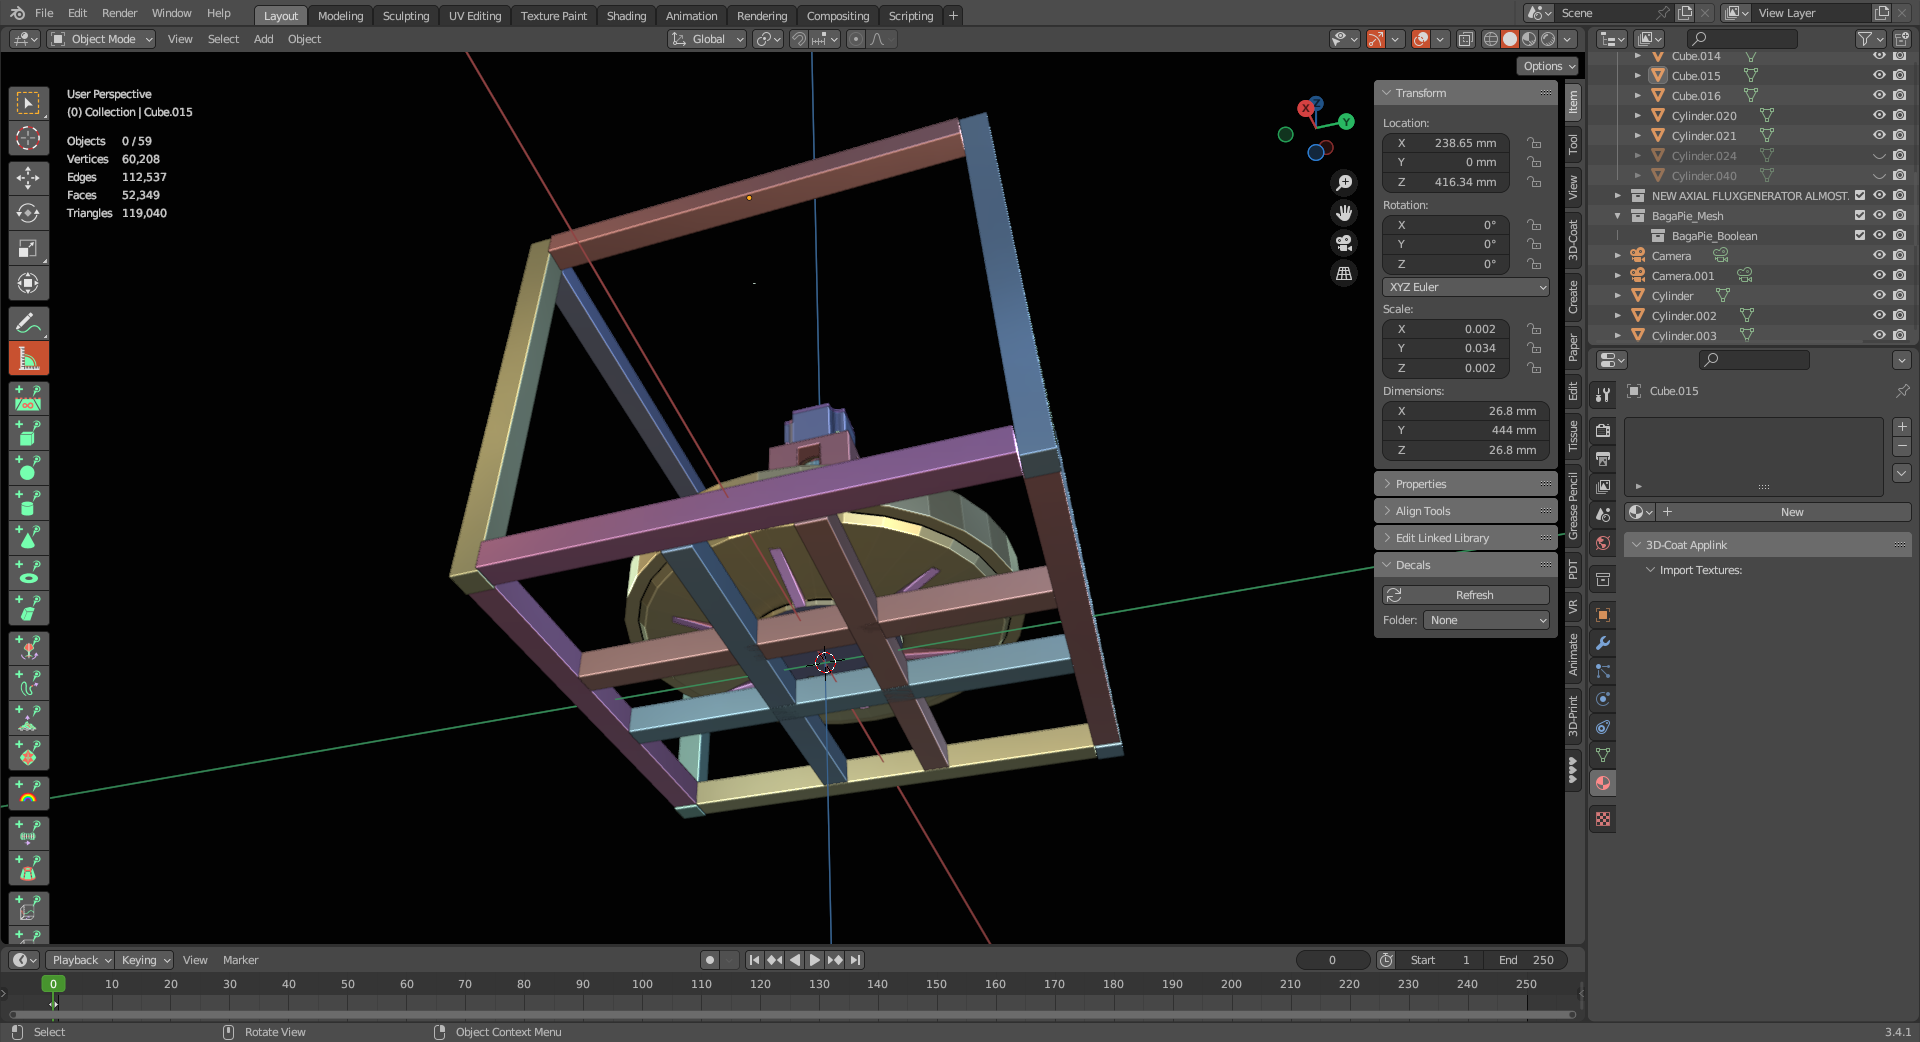 File Edit Render Window Help Layout Modeling Sculpting UV Editing Texture Paint Shading Animation Rendering Compositing Scripting + Scene View Layer
Object Mode View Select Add Object Global
Options
User Perspective
(0) Collection | Cube.015
Objects 0 / 59
Vertices 60,208
Edges 112,537
Faces 52,349
Triangles 119,040
X Z Y
Transform
Location:
X 238.65 mm
Y 0 mm
Z 416.34 mm
Rotation:
X 0°
Y 0°
Z 0°
XYZ Euler
Scale:
X 0.002
Y 0.034
Z 0.002
Dimensions:
X 26.8 mm
Y 444 mm
Z 26.8 mm
Properties
Align Tools
Edit Linked Library
Decals
Refresh
Folder: None
Item
Tool
View
3D-Coat
Create
Paper
Edit
Tissue
Grease Pencil
PDT
VR
Animate
3D-Print
Cube.014
Cube.015
Cube.016
Cylinder.020
Cylinder.021
Cylinder.024
Cylinder.040
NEW AXIAL FLUXGENERATOR ALMOST.
BagaPie_Mesh
BagaPie_Boolean
Camera
Camera.001
Cylinder
Cylinder.002
Cylinder.003
Cube.015
New
3D-Coat Applink
Import Textures:
Playback Keying View Marker 0 Start 1 End 250
0 10 20 30 40 50 60 70 80 90 100 110 120 130 140 150 160 170 180 190 200 210 220 230 240 250
Select Rotate View Object Context Menu 3.4.1